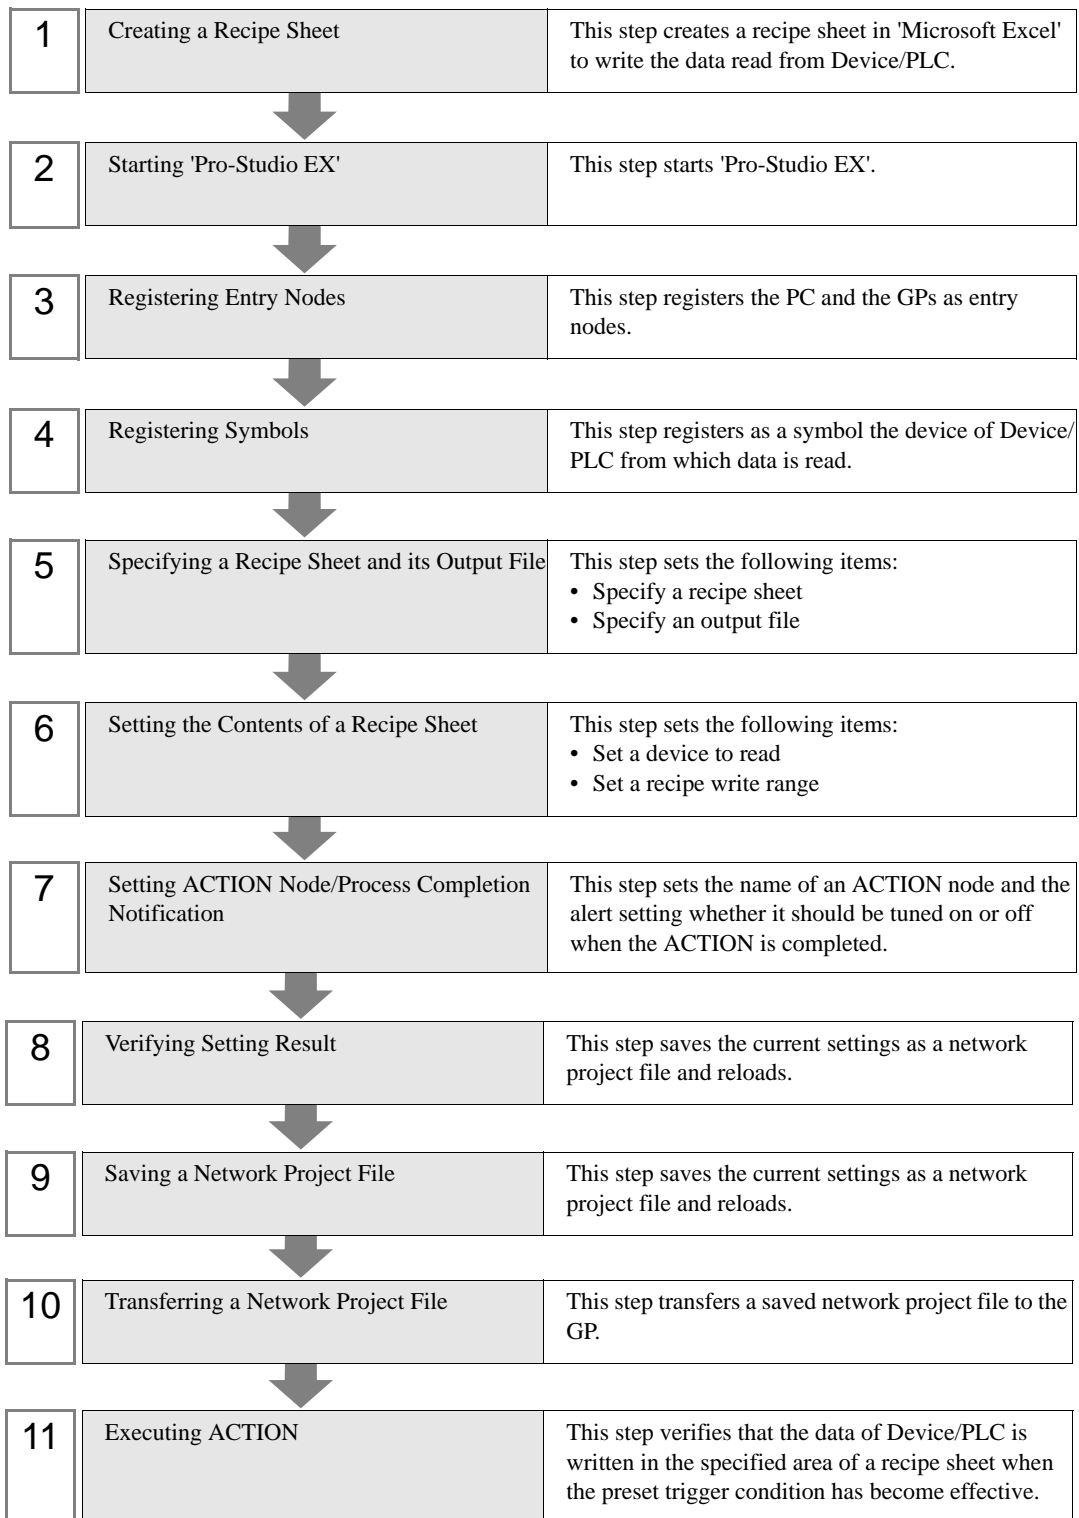 1
Creating a Recipe Sheet
This step creates a recipe sheet in 'Microsoft Excel'
to write the data read from Device/PLC.
2
Starting 'Pro-Studio EX'
This step starts 'Pro-Studio EX'.
3
Registering Entry Nodes
This step registers the PC and the GPs as entry
nodes.
4
Registering Symbols
This step registers as a symbol the device of Device/
PLC from which data is read.
5
Specifying a Recipe Sheet and its Output File
This step sets the following items:
• Specify a recipe sheet
• Specify an output file
6
Setting the Contents of a Recipe Sheet
This step sets the following items:
• Set a device to read
• Set a recipe write range
7
Setting ACTION Node/Process Completion
Notification
This step sets the name of an ACTION node and the
alert setting whether it should be tuned on or off
when the ACTION is completed.
8
Verifying Setting Result
This step saves the current settings as a network
project file and reloads.
9
Saving a Network Project File
This step saves the current settings as a network
project file and reloads.
10
Transferring a Network Project File
This step transfers a saved network project file to the
GP.
11
Executing ACTION
This step verifies that the data of Device/PLC is
written in the specified area of a recipe sheet when
the preset trigger condition has become effective.